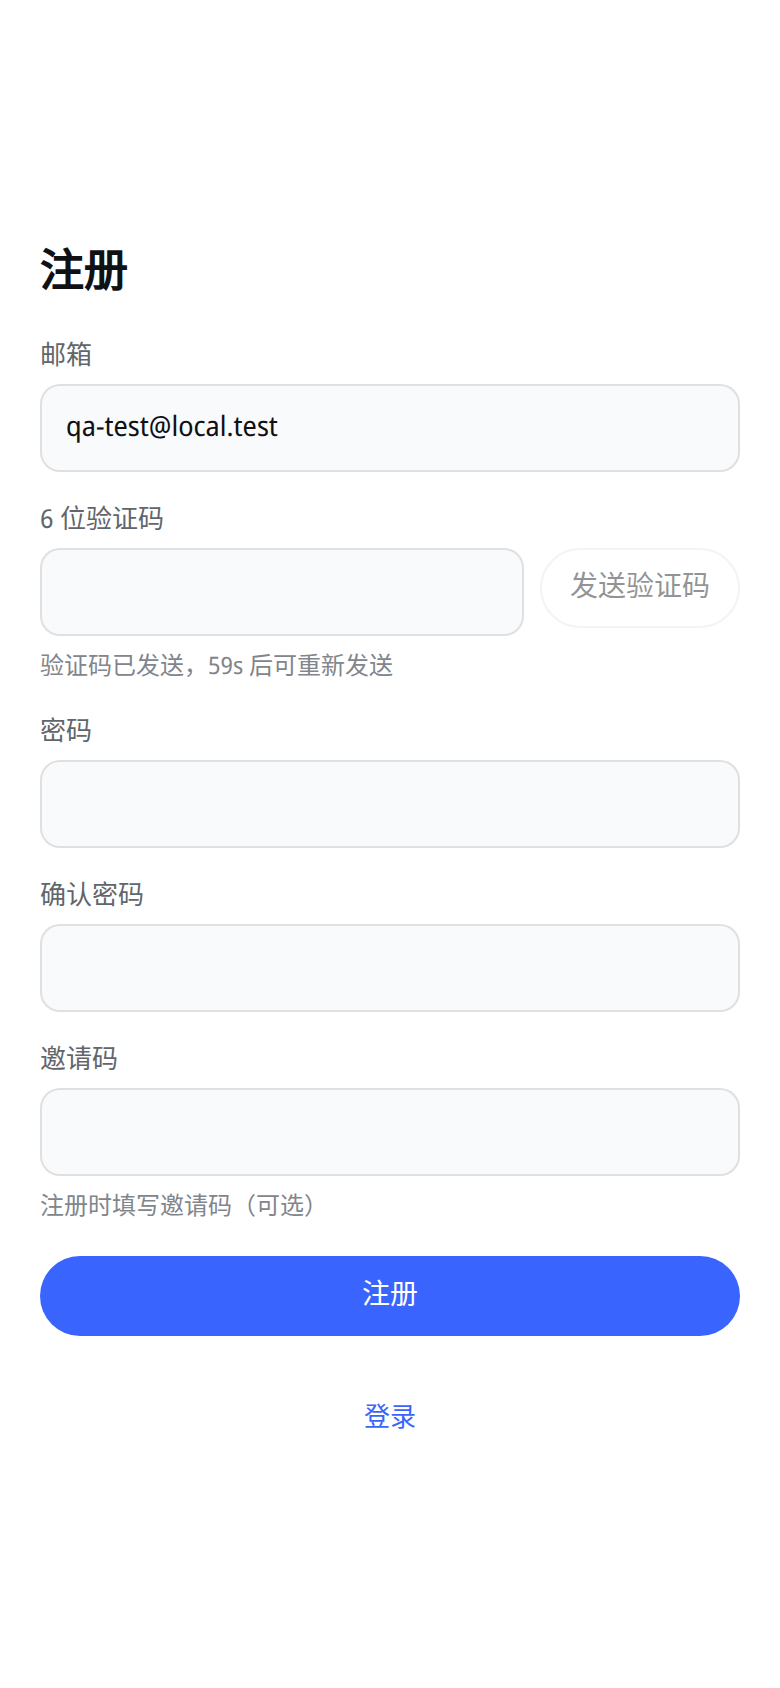 注册
邮箱
qa-test@local.test
6 位验证码
发送验证码
验证码已发送，59s 后可重新发送
密码
确认密码
邀请码
注册时填写邀请码（可选）
注册
登录